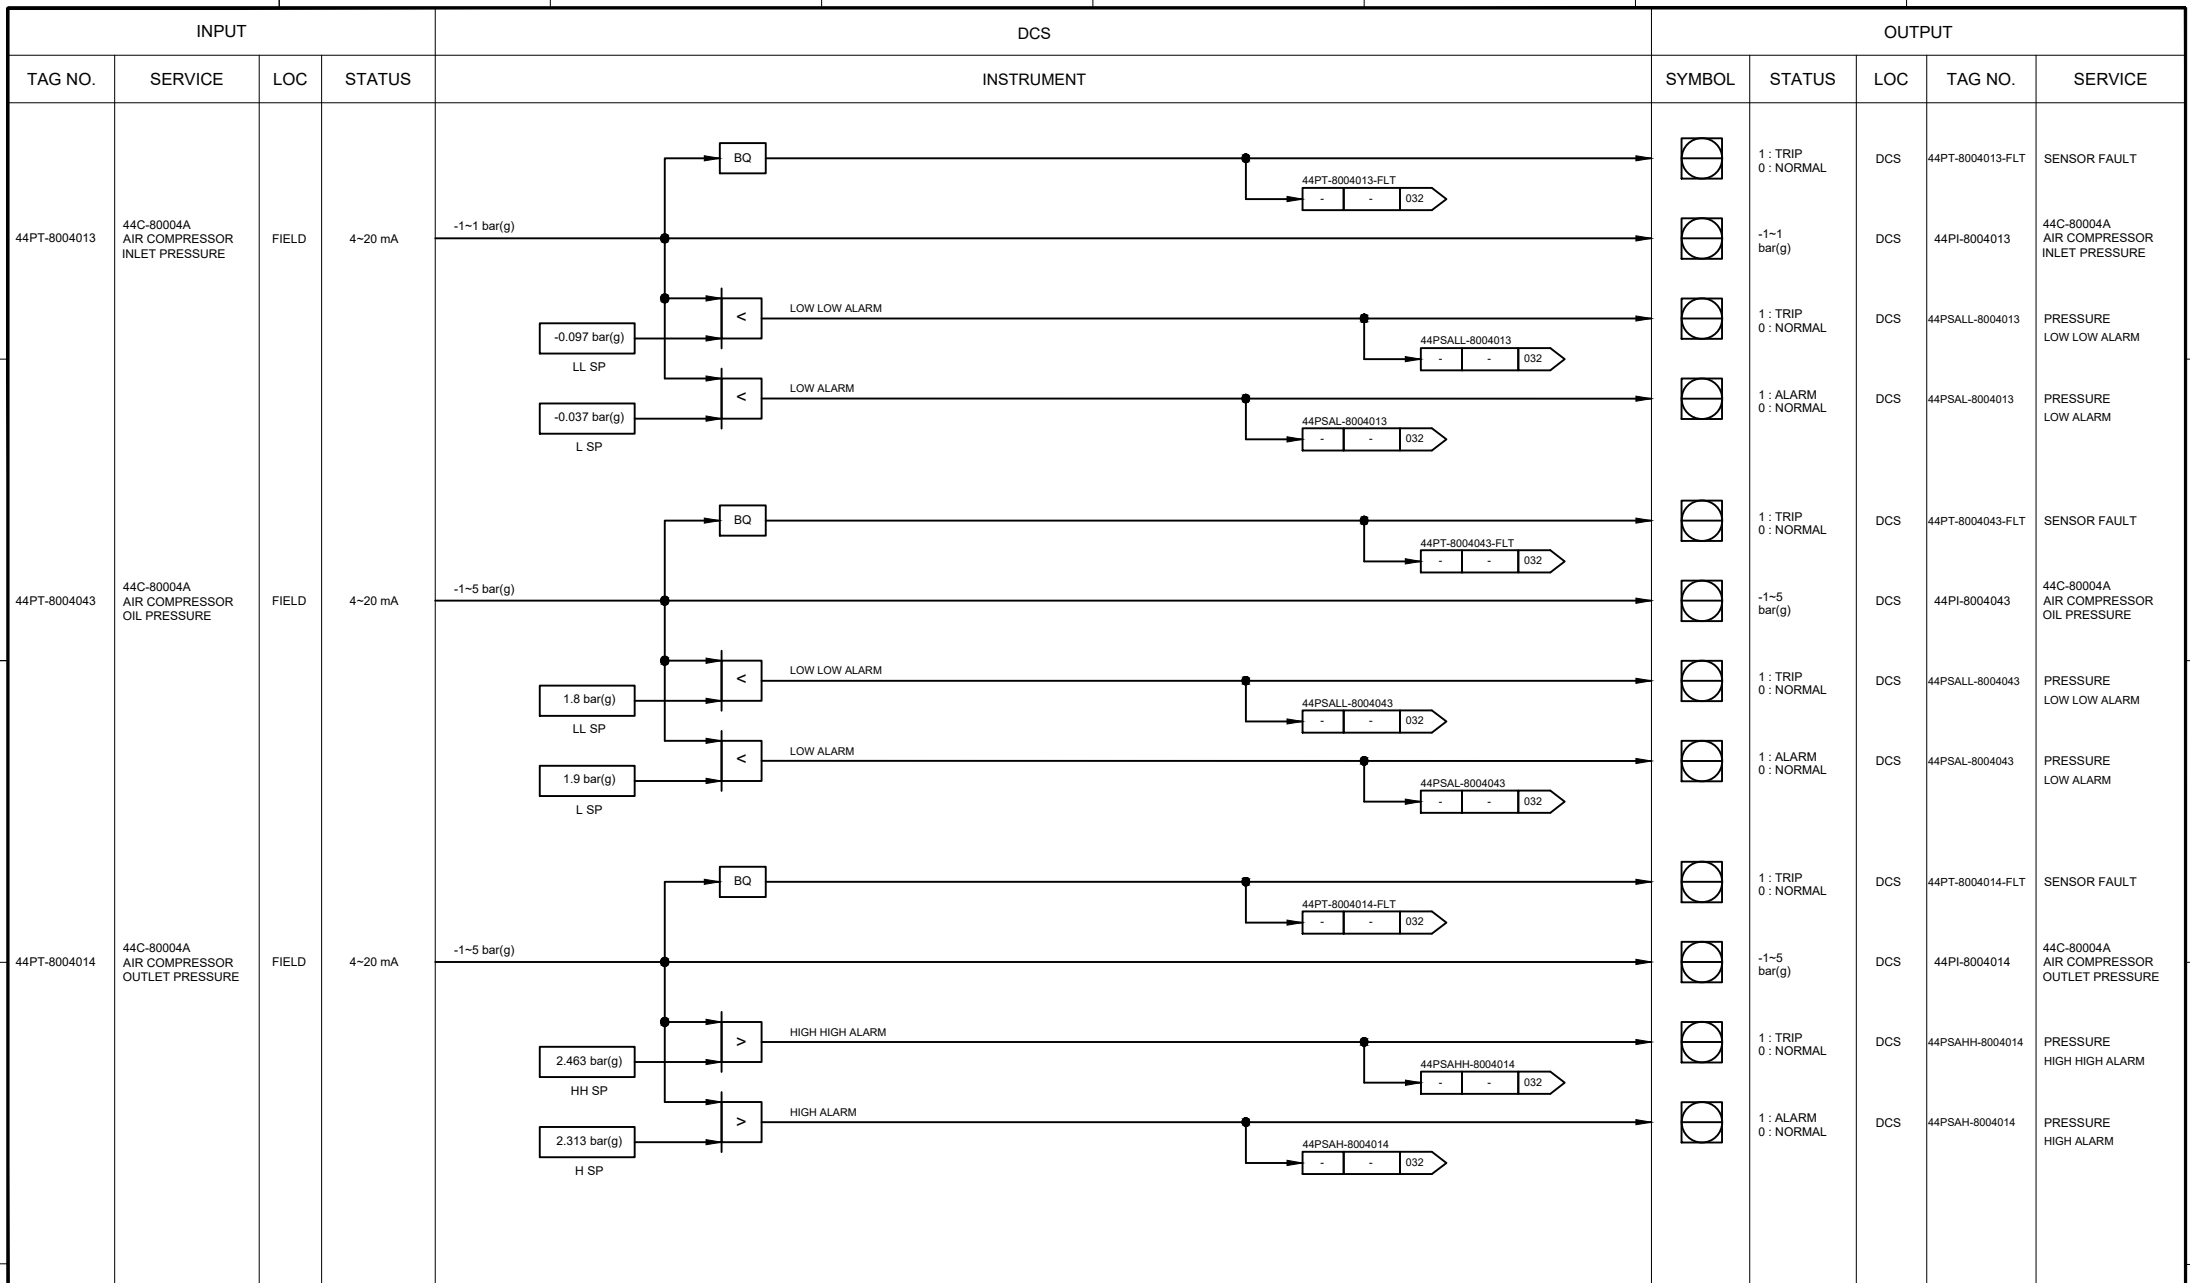 INPUT
DCS
OUTPUT
TAG NO.
SERVICE
LOC
STATUS
INSTRUMENT
SYMBOL
STATUS
LOC
TAG NO.
SERVICE
BQ
1 : TRIP
0 : NORMAL
DCS
44PT-8004013-FLT
SENSOR FAULT
44PT-8004013-FLT
- - 032
44PT-8004013
44C-80004A
AIR COMPRESSOR
INLET PRESSURE
FIELD
4~20 mA
-1~1 bar(g)
-1~1
bar(g)
DCS
44PI-8004013
44C-80004A
AIR COMPRESSOR
INLET PRESSURE
<
LOW LOW ALARM
-0.097 bar(g)
LL SP
44PSALL-8004013
- - 032
1 : TRIP
0 : NORMAL
DCS
44PSALL-8004013
PRESSURE
LOW LOW ALARM
<
LOW ALARM
-0.037 bar(g)
L SP
44PSAL-8004013
- - 032
1 : ALARM
0 : NORMAL
DCS
44PSAL-8004013
PRESSURE
LOW ALARM
BQ
44PT-8004043-FLT
- - 032
1 : TRIP
0 : NORMAL
DCS
44PT-8004043-FLT
SENSOR FAULT
44PT-8004043
44C-80004A
AIR COMPRESSOR
OIL PRESSURE
FIELD
4~20 mA
-1~5 bar(g)
-1~5
bar(g)
DCS
44PI-8004043
44C-80004A
AIR COMPRESSOR
OIL PRESSURE
<
LOW LOW ALARM
1.8 bar(g)
LL SP
44PSALL-8004043
- - 032
1 : TRIP
0 : NORMAL
DCS
44PSALL-8004043
PRESSURE
LOW LOW ALARM
<
LOW ALARM
1.9 bar(g)
L SP
44PSAL-8004043
- - 032
1 : ALARM
0 : NORMAL
DCS
44PSAL-8004043
PRESSURE
LOW ALARM
BQ
44PT-8004014-FLT
- - 032
1 : TRIP
0 : NORMAL
DCS
44PT-8004014-FLT
SENSOR FAULT
44PT-8004014
44C-80004A
AIR COMPRESSOR
OUTLET PRESSURE
FIELD
4~20 mA
-1~5 bar(g)
-1~5
bar(g)
DCS
44PI-8004014
44C-80004A
AIR COMPRESSOR
OUTLET PRESSURE
>
HIGH HIGH ALARM
2.463 bar(g)
HH SP
44PSAHH-8004014
- - 032
1 : TRIP
0 : NORMAL
DCS
44PSAHH-8004014
PRESSURE
HIGH HIGH ALARM
>
HIGH ALARM
2.313 bar(g)
H SP
44PSAH-8004014
- - 032
1 : ALARM
0 : NORMAL
DCS
44PSAH-8004014
PRESSURE
HIGH ALARM